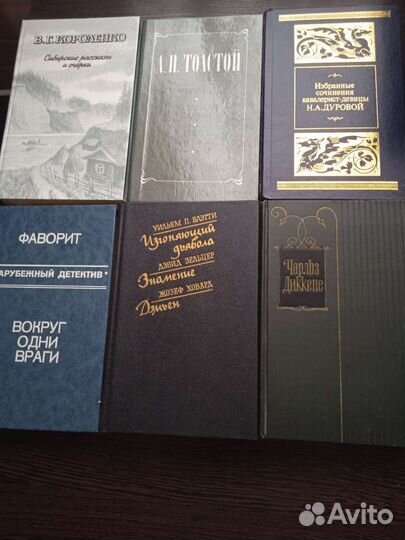 В.Г. КОРОЛЕНКО
Сибирские рассказы
и очерки
Л.Н. ТОЛСТОЙ
Избранные
сочинения
кавалерист-девицы
Н.А.ДУРОВОЙ
ФАВОРИТ
ЗАРУБЕЖНЫЙ ДЕТЕКТИВ
ВОКРУГ
ОДНИ
ВРАГИ
УИЛЬЯМ П. БЛЭТТИ
Изгоняющий
дьявола
ДЭВИД ЗЕЛЬЦЕР
Знамение
ЖОЗЕФ ХОВАРД
Дэмьен
Чарльз
Диккенс
Avito